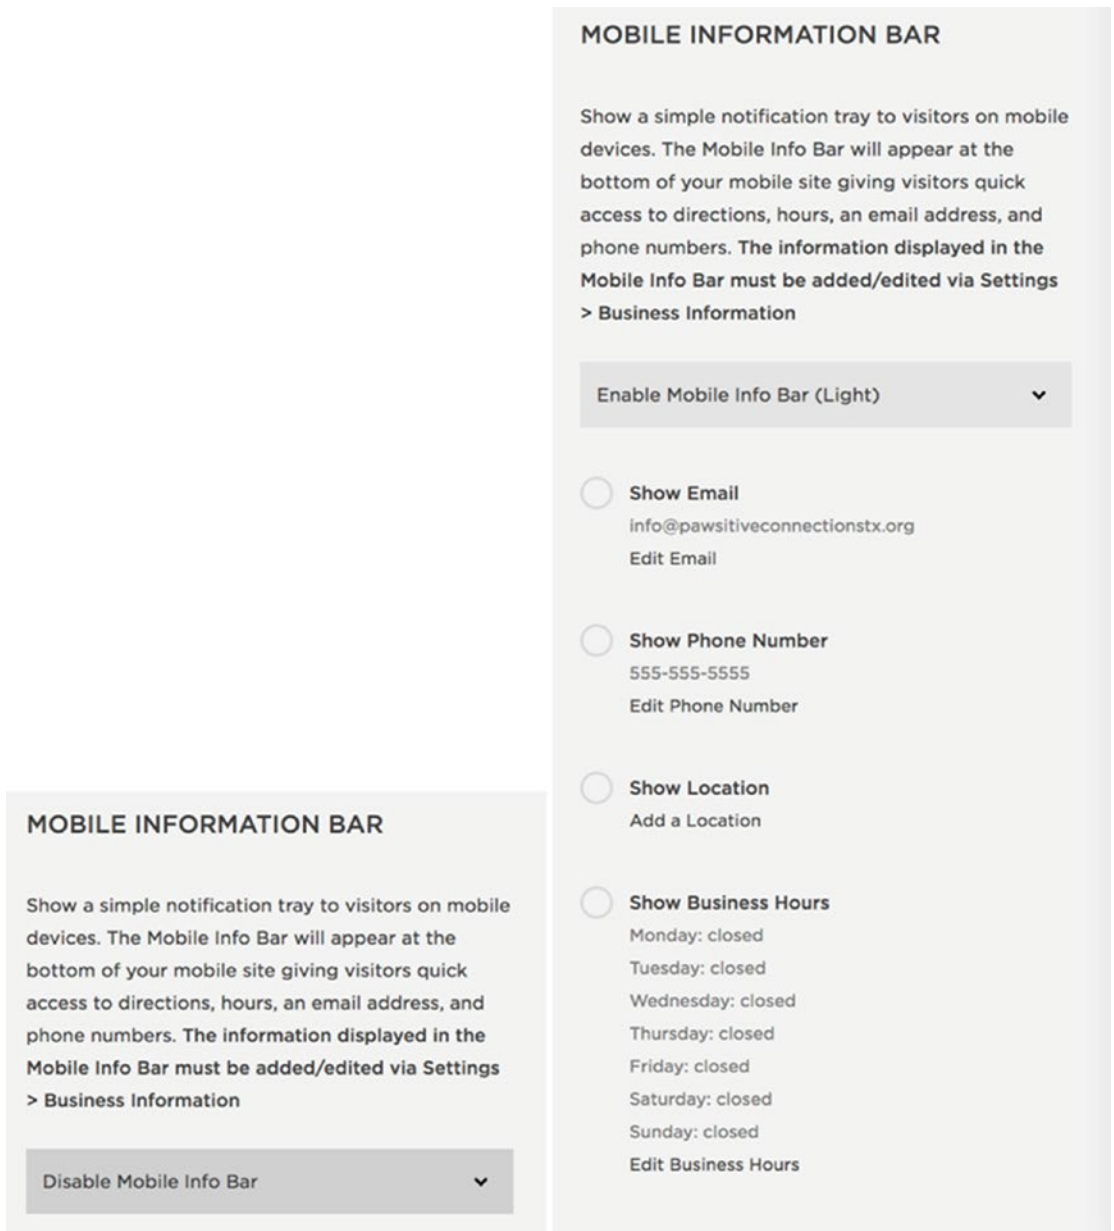 MOBILE INFORMATION BAR
Show a simple notification tray to visitors on mobile
devices. The Mobile Info Bar will appear at the
bottom of your mobile site giving visitors quick
access to directions, hours, an email address, and
phone numbers. The information displayed in the
Mobile Info Bar must be added/edited via Settings
> Business Information
Disable Mobile Info Bar
MOBILE INFORMATION BAR
Show a simple notification tray to visitors on mobile
devices. The Mobile Info Bar will appear at the
bottom of your mobile site giving visitors quick
access to directions, hours, an email address, and
phone numbers. The information displayed in the
Mobile Info Bar must be added/edited via Settings
> Business Information
Enable Mobile Info Bar (Light)
Show Email
info@pawsitiveconnectionstx.org
Edit Email
Show Phone Number
555-555-5555
Edit Phone Number
Show Location
Add a Location
Show Business Hours
Monday: closed
Tuesday: closed
Wednesday: closed
Thursday: closed
Friday: closed
Saturday: closed
Sunday: closed
Edit Business Hours